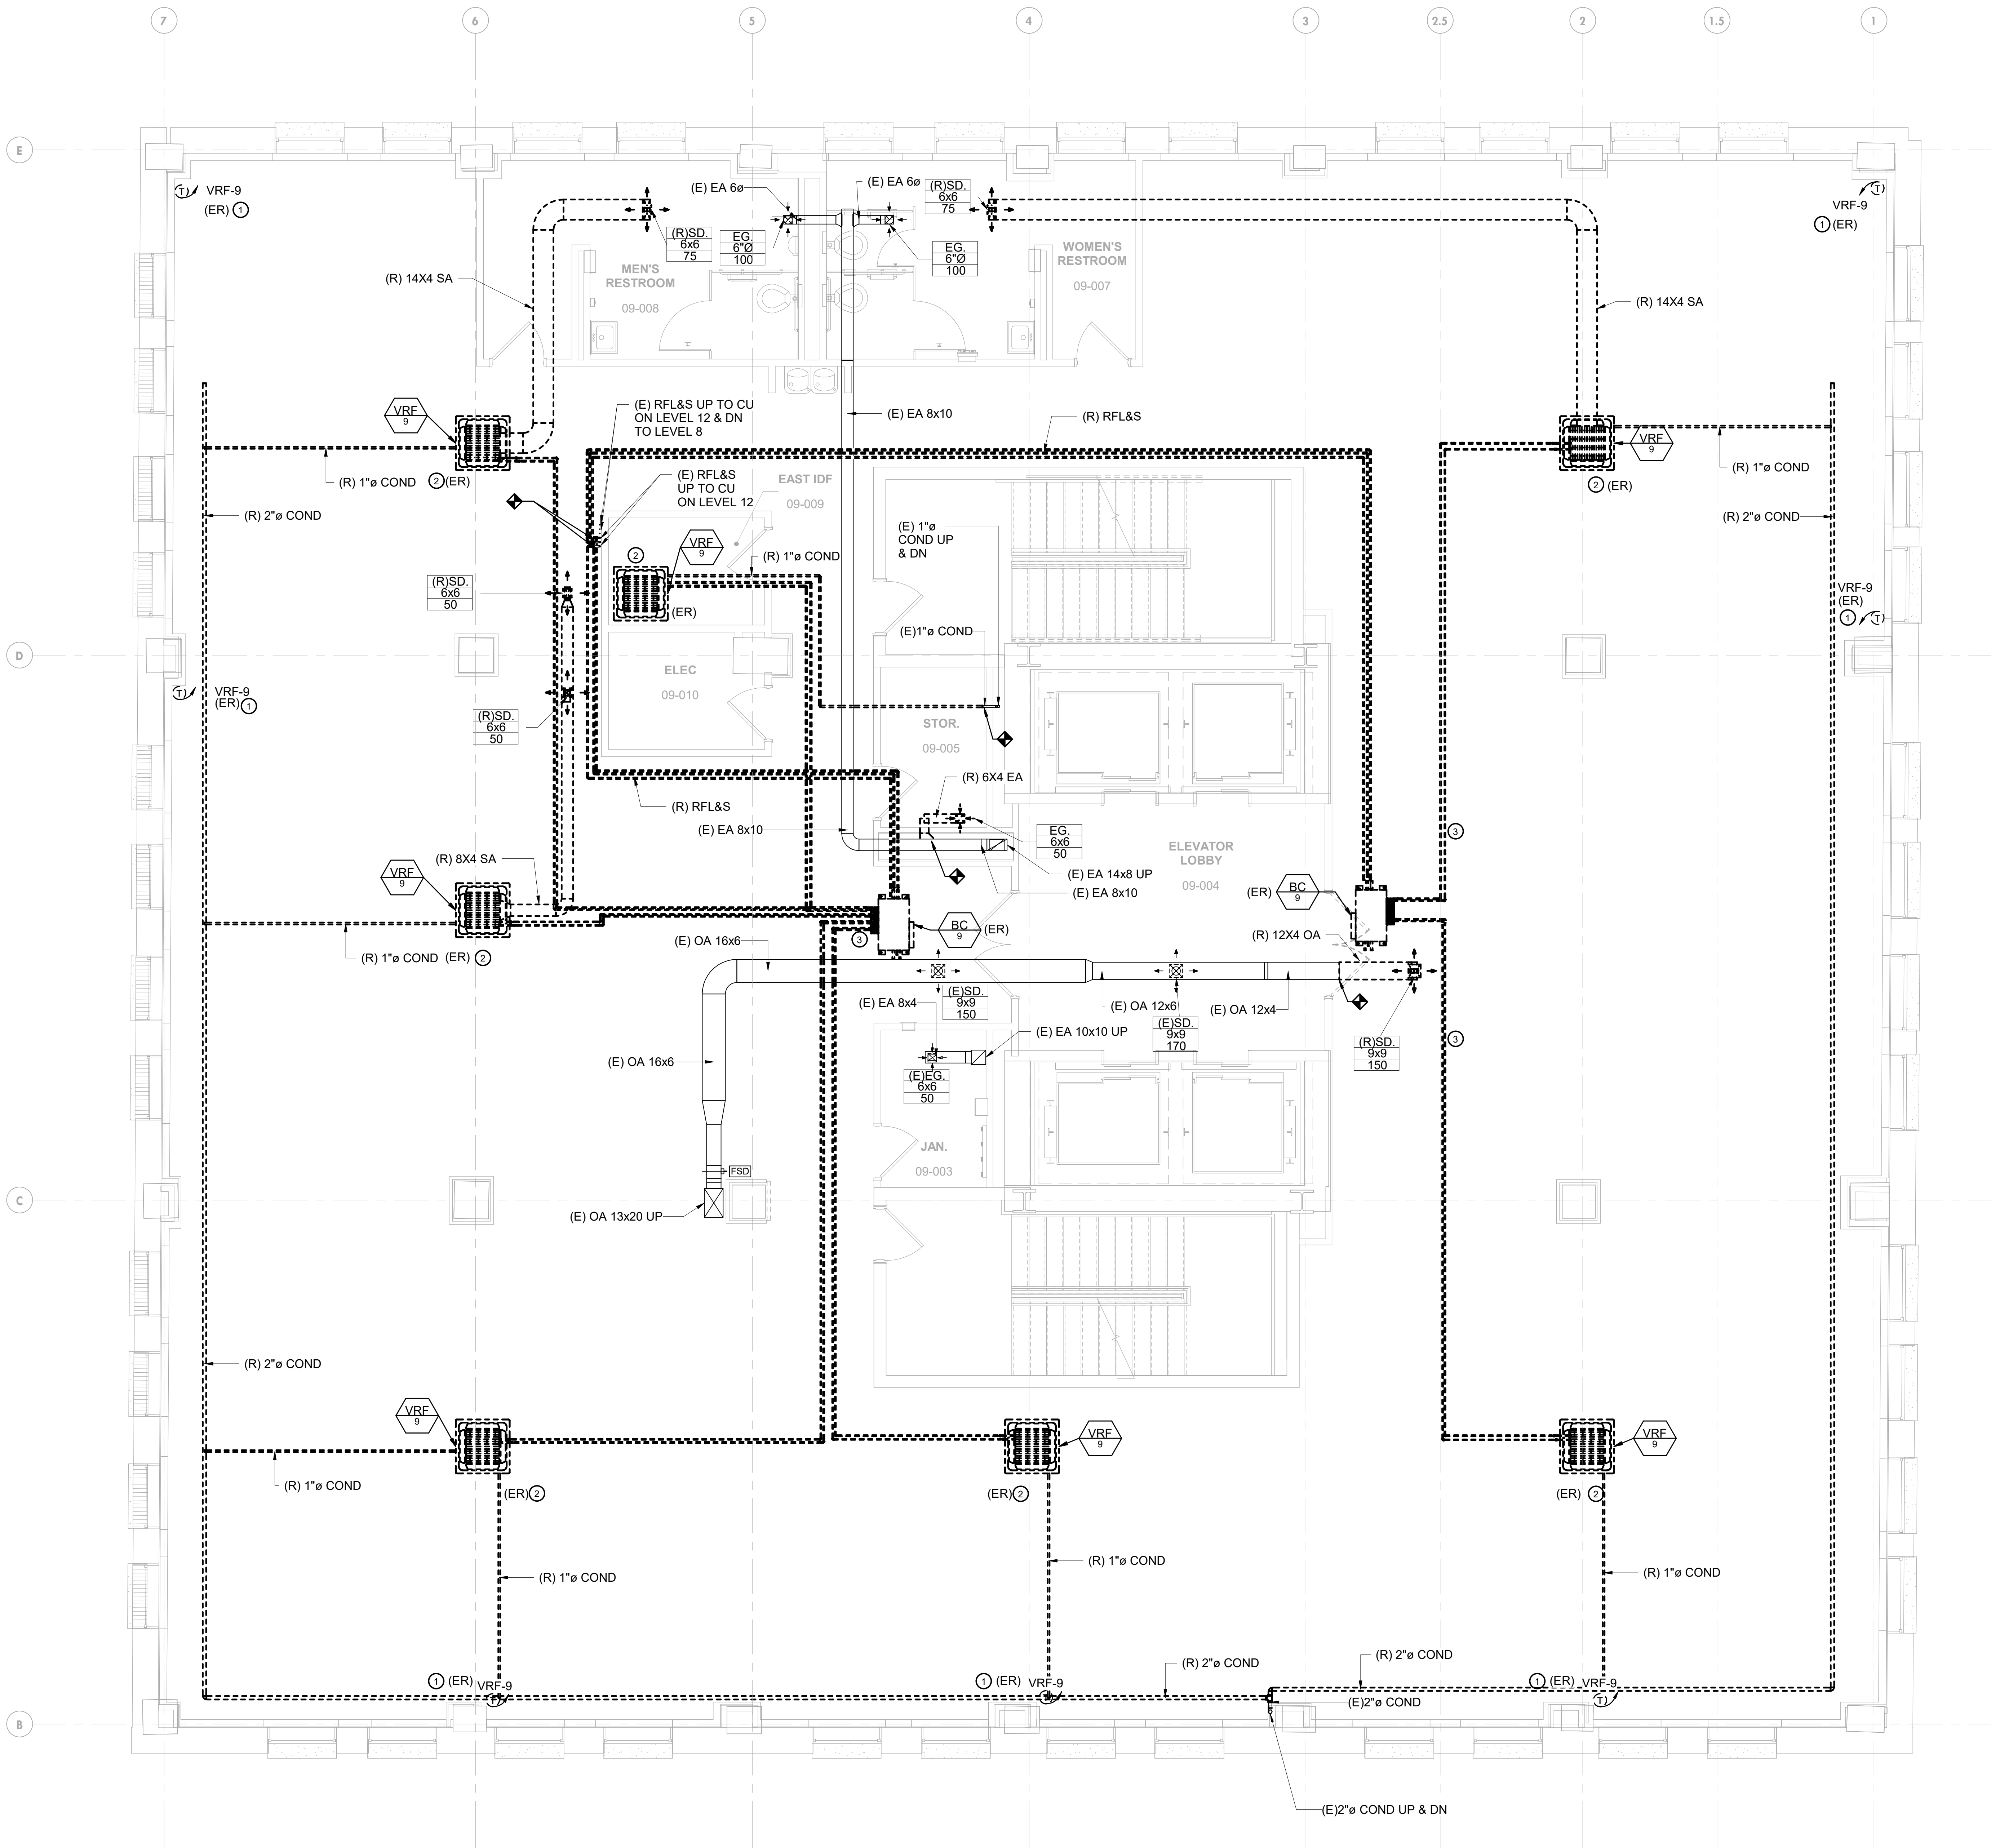 7
6
5
4
3
2.5
2
1.5
1
E
VRF-9
(ER) 1
(E) EA 6ø
(E) EA 6ø
(R)SD.
6x6
75
(R)SD.
6x6
75
EG.
6"Ø
100
EG.
6"Ø
100
MEN'S
RESTROOM
09-008
WOMEN'S
RESTROOM
09-007
T
VRF-9
1 (ER)
T
(R) 14X4 SA
(R) 14X4 SA
VRF
9
(E) RFL&S UP TO CU
ON LEVEL 12 & DN
TO LEVEL 8
(E) EA 8x10
(R) RFL&S
VRF
9
(R) 1"ø COND
2 (ER)
(E) RFL&S
UP TO CU
ON LEVEL 12
EAST IDF
09-009
(R) 1"ø COND
2 (ER)
(R) 2"ø COND
(R) 2"ø COND
(E) 1"ø
COND UP
& DN
VRF
9
2
(R) 1"ø COND
(ER)
(R)SD.
6x6
50
VRF-9
(ER)
1
T
(E)1"ø COND
D
T
VRF-9
(ER) 1
ELEC
09-010
(R)SD.
6x6
50
STOR.
09-005
(R) 6X4 EA
(R) RFL&S
(E) EA 8x10
EG.
6x6
50
3
ELEVATOR
LOBBY
09-004
(R) 8X4 SA
(E) EA 14x8 UP
(E) EA 8x10
VRF
9
(ER)
BC
9
BC
9
(ER)
3
(R) 12X4 OA
(E) OA 16x6
(R) 1"ø COND
(ER) 2
(E) EA 8x4
(E)SD.
9x9
150
(E) OA 12x6
(E) OA 12x4
(E)SD.
9x9
170
(E) EA 10x10 UP
(R)SD.
9x9
150
3
(E) OA 16x6
(E)EG.
6x6
50
JAN.
09-003
FSD
C
(E) OA 13x20 UP
(R) 2"ø COND
VRF
9
VRF
9
VRF
9
(R) 1"ø COND
(ER) 2
(ER) 2
(ER) 2
(R) 1"ø COND
(R) 1"ø COND
(R) 1"ø COND
1 (ER) VRF-9
T
1 (ER) VRF-9
T
(R) 2"ø COND
(R) 2"ø COND
1 (ER) VRF-9
T
(E)2"ø COND
B
(E)2"ø COND UP & DN